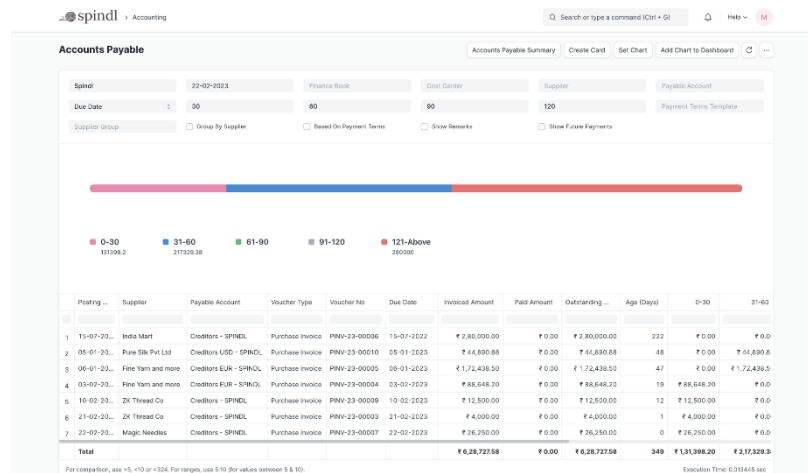 spindl > Accounting
Search or type a command (Ctrl + G)
Help
M
Accounts Payable
Accounts Payable Summary
Create Card
Set Chart
Add Chart to Dashboard
...
Spindl 22-02-2023 Finance Book Cost Center Supplier Payable Account
Due Date 30 60 90 120 Payment Terms Template
Supplier Group Group By Supplier Based On Payment Terms Show Remarks Show Future Payments
0-30 31-60 61-90 91-120 121-Above
131398.2 217329.38 280000
Posting ... Supplier Payable Account Voucher Type Voucher No Due Date Invoiced Amount Paid Amount Outstanding ... Age (Days) 0-30 31-60
1 15-07-20... India Mart Creditors - SPINDL Purchase Invoice PINV-23-00006 15-07-2022 ₹ 2,80,000.00 ₹ 0.00 ₹ 2,80,000.00 222 ₹ 0.00 ₹ 0.0
2 05-01-20... Pure Silk Pvt Ltd Creditors USD - SPINDL Purchase Invoice PINV-23-00010 05-01-2023 ₹ 44,890.88 ₹ 0.00 ₹ 44,890.88 48 ₹ 0.00 ₹ 44,890.8
3 06-01-20... Fine Yarn and more Creditors EUR - SPINDL Purchase Invoice PINV-23-00005 06-01-2023 ₹ 1,72,438.50 ₹ 0.00 ₹ 1,72,438.50 47 ₹ 0.00 ₹ 1,72,438.5
4 03-02-20... Fine Yarn and more Creditors EUR - SPINDL Purchase Invoice PINV-23-00004 03-02-2023 ₹ 88,648.20 ₹ 0.00 ₹ 88,648.20 19 ₹ 88,648.20 ₹ 0.0
5 10-02-20... ZK Thread Co Creditors - SPINDL Purchase Invoice PINV-23-00009 10-02-2023 ₹ 12,500.00 ₹ 0.00 ₹ 12,500.00 12 ₹ 12,500.00 ₹ 0.0
6 21-02-20... ZK Thread Co Creditors - SPINDL Purchase Invoice PINV-23-00003 21-02-2023 ₹ 4,000.00 ₹ 0.00 ₹ 4,000.00 1 ₹ 4,000.00 ₹ 0.0
7 22-02-20... Magic Needles Creditors - SPINDL Purchase Invoice PINV-23-00007 22-02-2023 ₹ 26,250.00 ₹ 0.00 ₹ 26,250.00 0 ₹ 26,250.00 ₹ 0.0
Total ₹ 6,28,727.58 ₹ 0.00 ₹ 6,28,727.58 349 ₹ 1,31,398.20 ₹ 2,17,329.3
For comparison, use >5, <10 or =324. For ranges, use 5:10 (for values between 5 & 10). Execution Time: 0.013445 sec